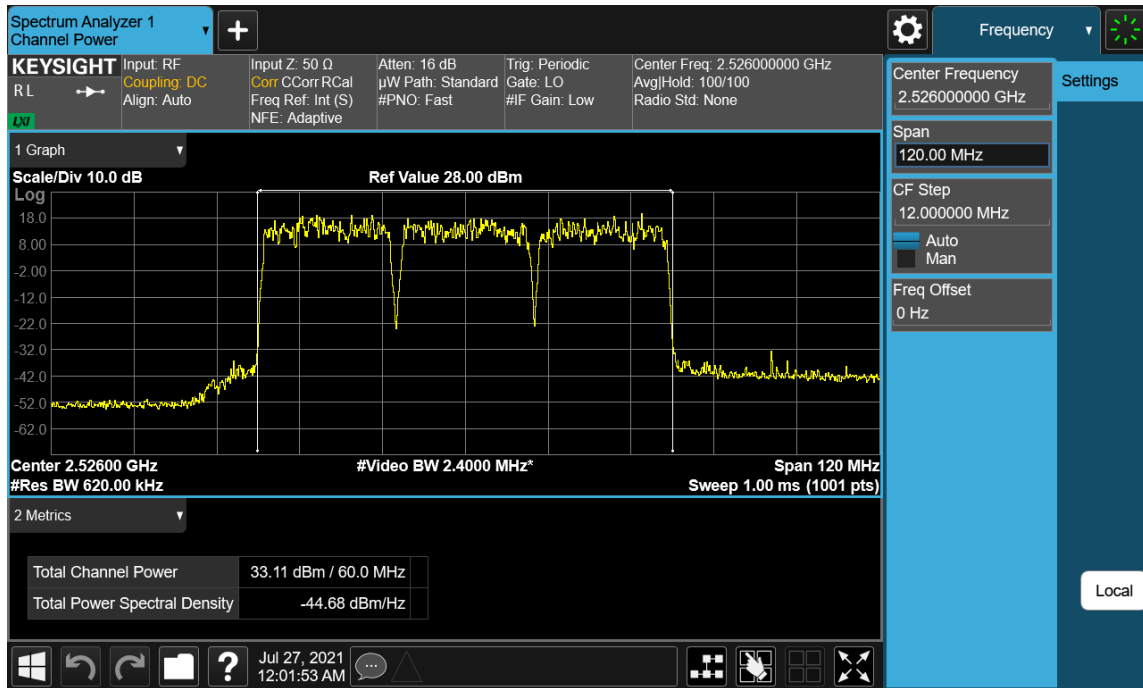 Spectrum Analyzer 1
Channel Power
+
Frequency
KEYSIGHT
R L
LXI
Input: RF
Coupling: DC
Align: Auto
Input Z: 50 Ω
Corr CCorr RCal
Freq Ref: Int (S)
NFE: Adaptive
Atten: 16 dB
µW Path: Standard
#PNO: Fast
Trig: Periodic
Gate: LO
#IF Gain: Low
Center Freq: 2.526000000 GHz
Avg|Hold: 100/100
Radio Std: None
Center Frequency
2.526000000 GHz
Settings
Span
120.00 MHz
CF Step
12.000000 MHz
Auto
Man
Freq Offset
0 Hz
Local
1 Graph
Scale/Div 10.0 dB
Ref Value 28.00 dBm
Log
18.0
8.00
-2.00
-12.0
-22.0
-32.0
-42.0
-52.0
-62.0
Center 2.52600 GHz
#Video BW 2.4000 MHz*
Span 120 MHz
#Res BW 620.00 kHz
Sweep 1.00 ms (1001 pts)
2 Metrics
Total Channel Power 33.11 dBm / 60.0 MHz
Total Power Spectral Density -44.68 dBm/Hz
?
Jul 27, 2021
12:01:53 AM